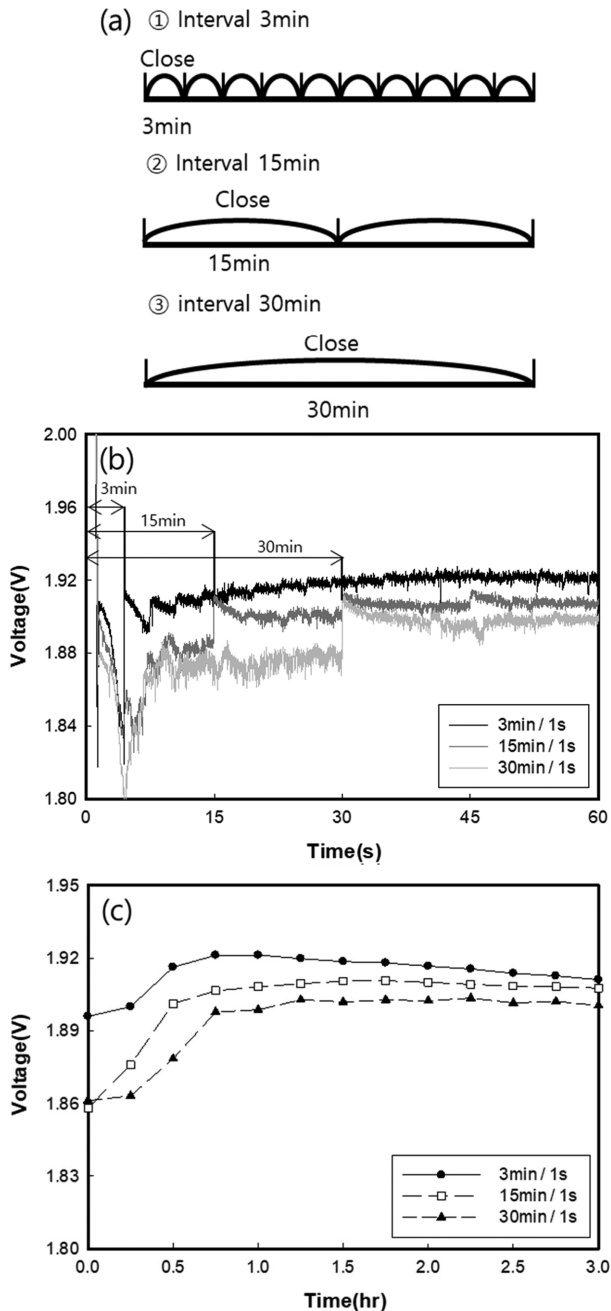 (a) ① Interval 3min
Close
3min
② Interval 15min
Close
15min
③ interval 30min
Close
30min
(b)
2.00
1.96
1.92
1.88
1.84
1.80
Voltage(V)
3min
15min
30min
3min / 1s
15min / 1s
30min / 1s
0 15 30 45 60
Time(s)
(c)
1.95
1.92
1.89
1.86
1.83
1.80
Voltage(V)
3min / 1s
15min / 1s
30min / 1s
0.0 0.5 1.0 1.5 2.0 2.5 3.0
Time(hr)